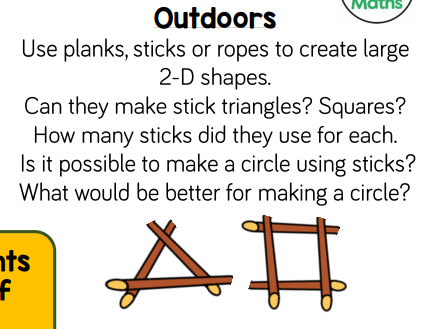 Maths
Outdoors
Use planks, sticks or ropes to create large
2-D shapes.
Can they make stick triangles? Squares?
How many sticks did they use for each.
Is it possible to make a circle using sticks?
What would be better for making a circle?